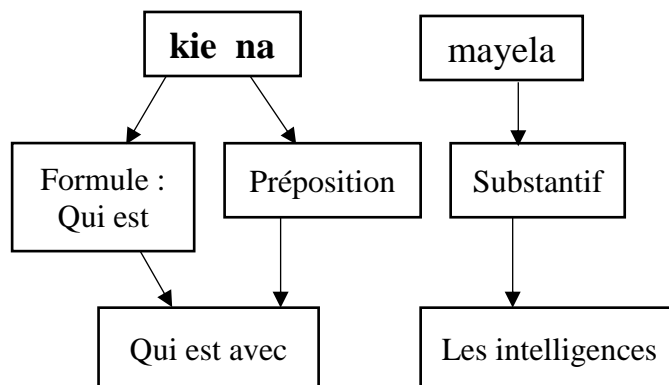 kie na
mayela
Formule :
Qui est
Préposition
Substantif
Qui est avec
Les intelligences